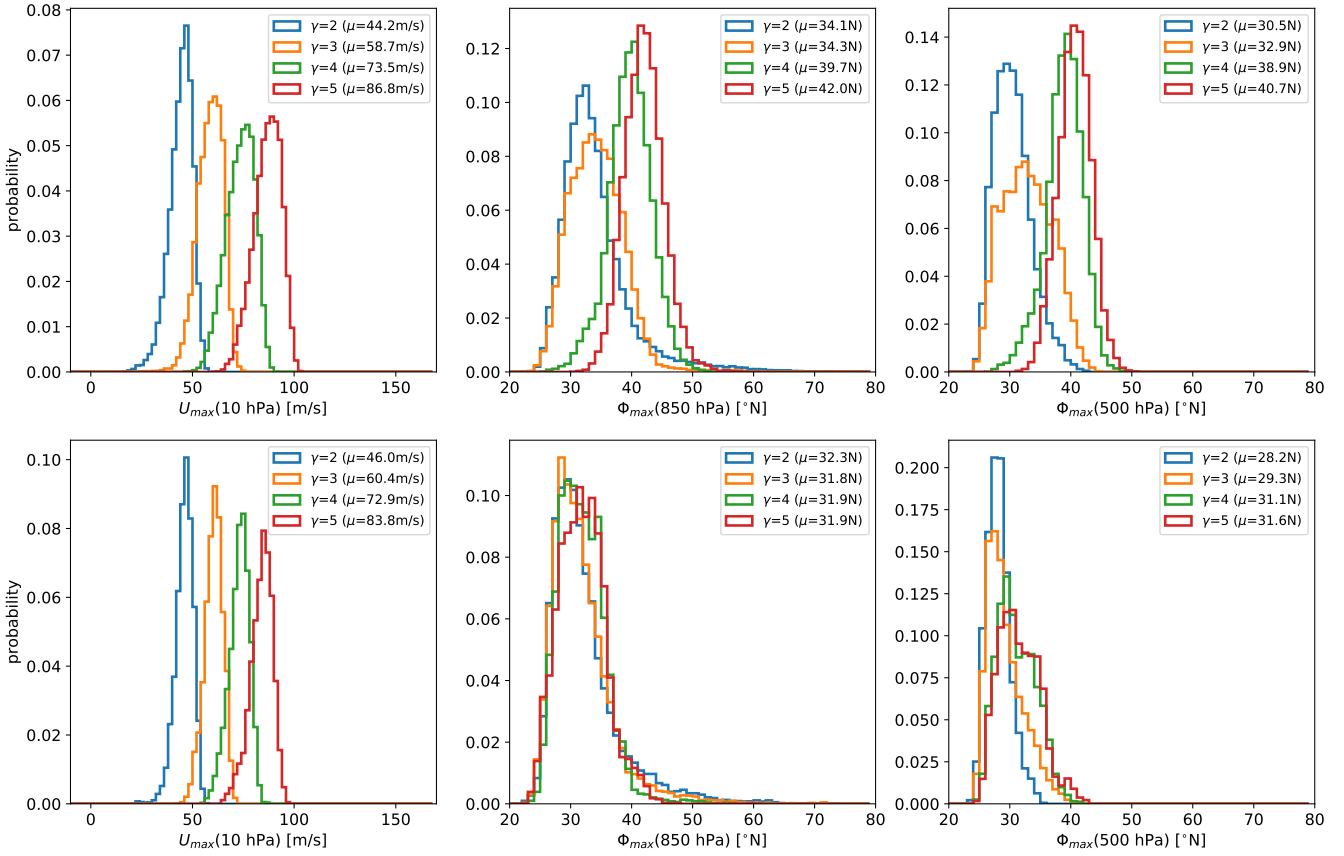 probability
0.08
0.07
0.06
0.05
0.04
0.03
0.02
0.01
0.00
0
50
100
150
U_max(10 hPa) [m/s]
γ=2 (μ=44.2m/s)
γ=3 (μ=58.7m/s)
γ=4 (μ=73.5m/s)
γ=5 (μ=86.8m/s)
0.12
0.10
0.08
0.06
0.04
0.02
0.00
20
30
40
50
60
70
80
Φ_max(850 hPa) [°N]
γ=2 (μ=34.1N)
γ=3 (μ=34.3N)
γ=4 (μ=39.7N)
γ=5 (μ=42.0N)
0.14
0.12
0.10
0.08
0.06
0.04
0.02
0.00
20
30
40
50
60
70
80
Φ_max(500 hPa) [°N]
γ=2 (μ=30.5N)
γ=3 (μ=32.9N)
γ=4 (μ=38.9N)
γ=5 (μ=40.7N)
probability
0.10
0.08
0.06
0.04
0.02
0.00
0
50
100
150
U_max(10 hPa) [m/s]
γ=2 (μ=46.0m/s)
γ=3 (μ=60.4m/s)
γ=4 (μ=72.9m/s)
γ=5 (μ=83.8m/s)
0.10
0.08
0.06
0.04
0.02
0.00
20
30
40
50
60
70
80
Φ_max(850 hPa) [°N]
γ=2 (μ=32.3N)
γ=3 (μ=31.8N)
γ=4 (μ=31.9N)
γ=5 (μ=31.9N)
0.200
0.175
0.150
0.125
0.100
0.075
0.050
0.025
0.000
20
30
40
50
60
70
80
Φ_max(500 hPa) [°N]
γ=2 (μ=28.2N)
γ=3 (μ=29.3N)
γ=4 (μ=31.1N)
γ=5 (μ=31.6N)